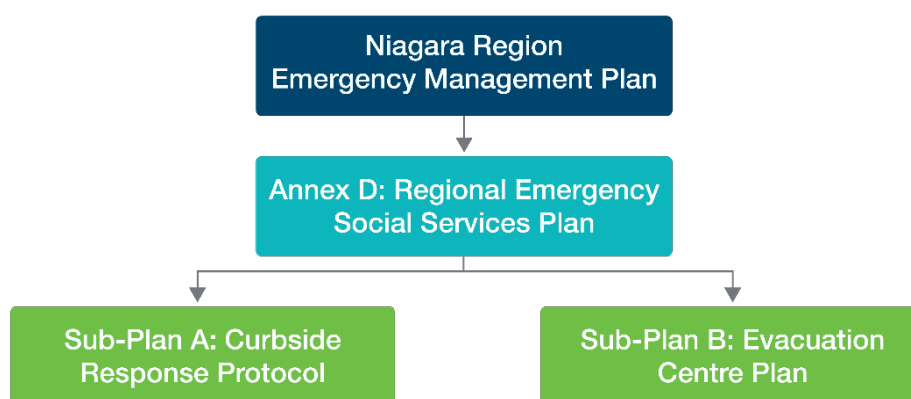 Niagara Region
Emergency Management Plan
Annex D: Regional Emergency
Social Services Plan
Sub-Plan A: Curbside
Response Protocol
Sub-Plan B: Evacuation
Centre Plan